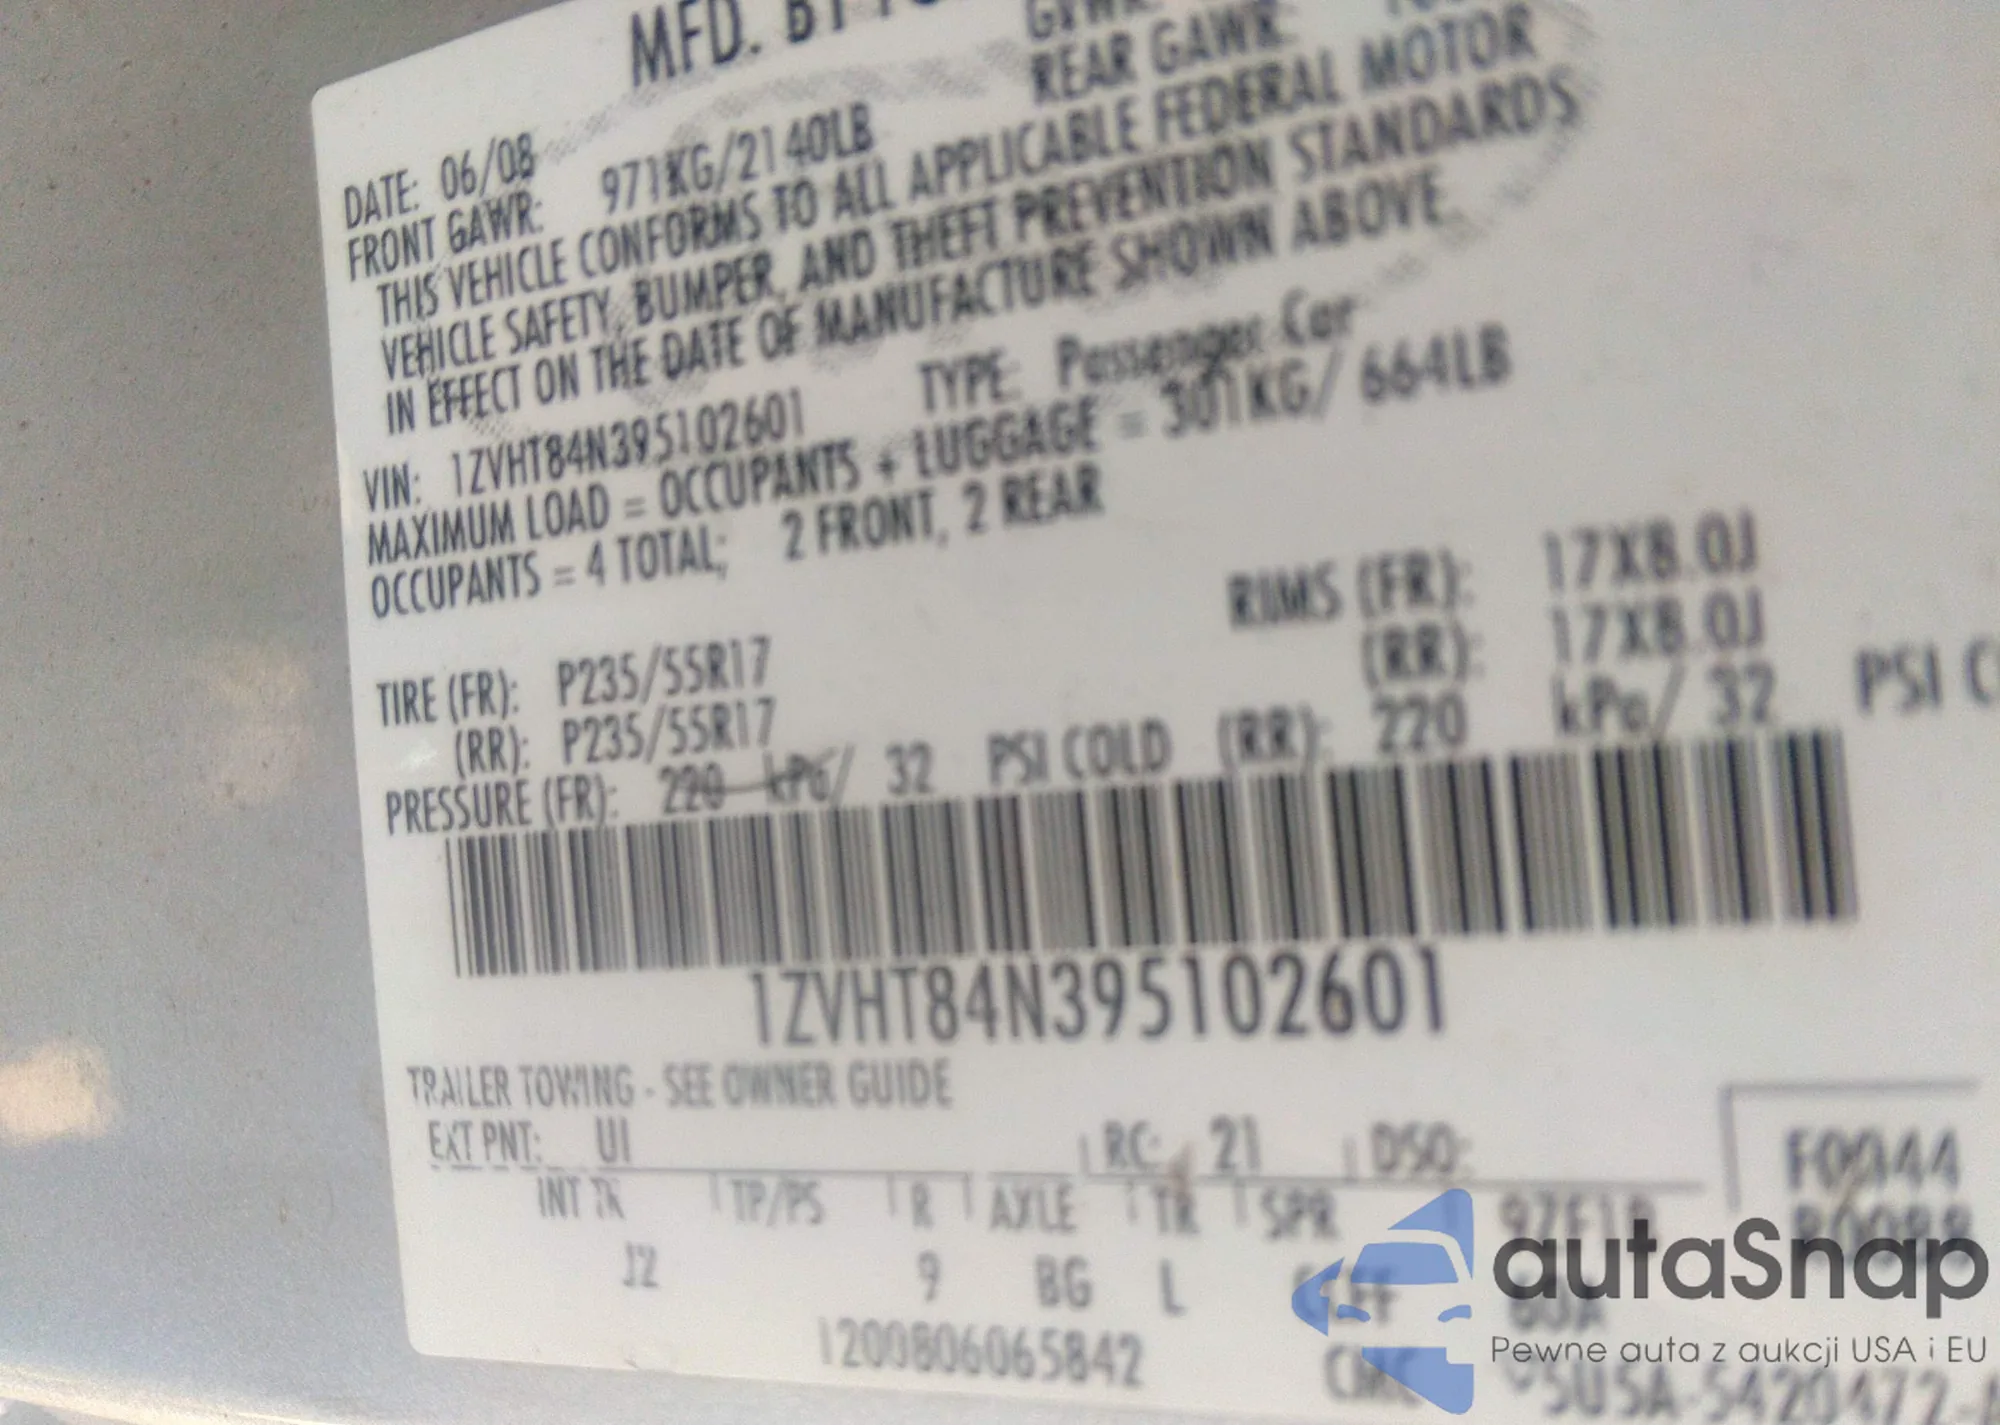 MFD. BY
GVWR:
REAR GAWR:
DATE: 06/08
FRONT GAWR: 971KG/2140LB
THIS VEHICLE CONFORMS TO ALL APPLICABLE FEDERAL MOTOR
VEHICLE SAFETY, BUMPER, AND THEFT PREVENTION STANDARDS
IN EFFECT ON THE DATE OF MANUFACTURE SHOWN ABOVE.
VIN: 1ZVHT84N395102601 TYPE: Passenger Car
MAXIMUM LOAD = OCCUPANTS + LUGGAGE = 301KG/ 664LB
OCCUPANTS = 4 TOTAL; 2 FRONT, 2 REAR
TIRE (FR): P235/55R17 RIMS (FR): 17X8.0J
(RR): P235/55R17 (RR): 17X8.0J
PRESSURE (FR): 220 kPa/ 32 PSI COLD (RR): 220 kPa/ 32 PSI
1ZVHT84N395102601
TRAILER TOWING - SEE OWNER GUIDE
EXT PNT: UI RC: 21 DSO:
INT TR TP/PS R AXLE TR SPR
J2 9 BG L
1200806065842
F0044
autaSnap
Pewne auta z aukcji USA i EU